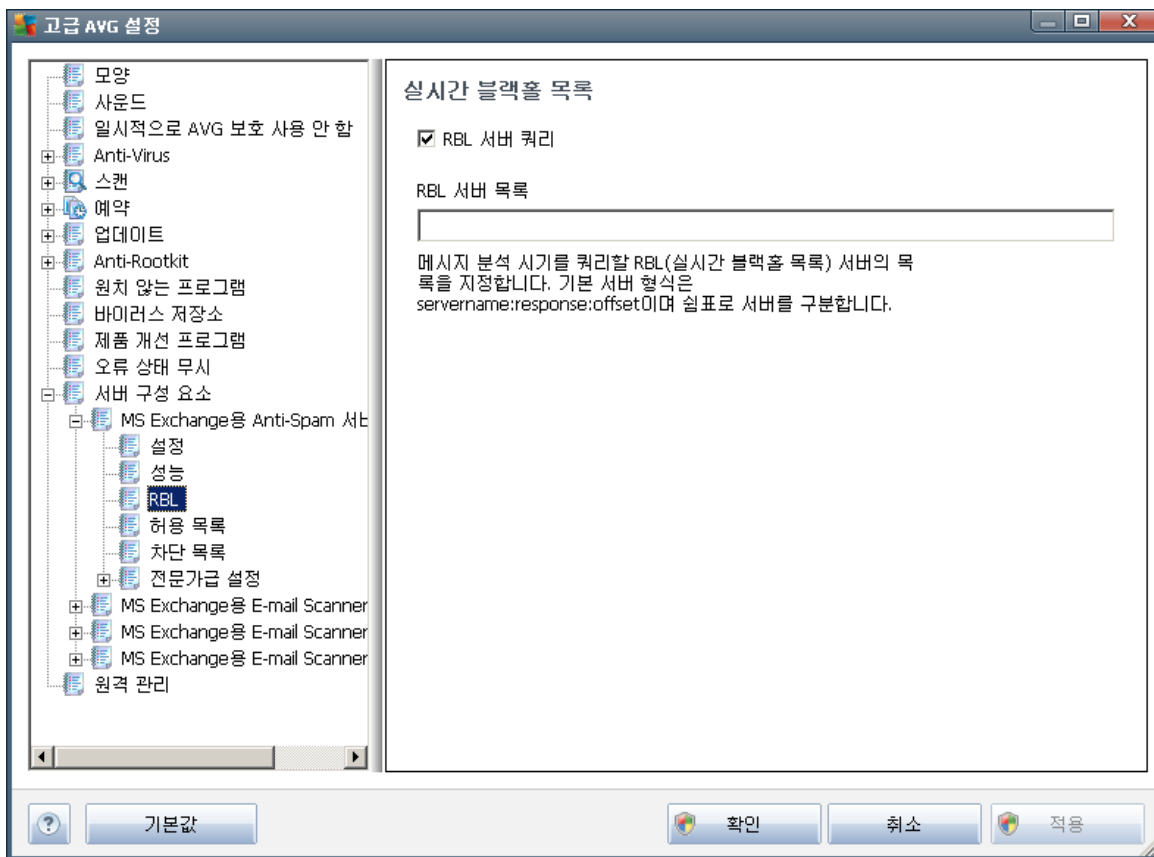 고급 AVG 설정
모양
사운드
일시적으로 AVG 보호 사용 안 함
Anti-Virus
스캔
예약
업데이트
Anti-Rootkit
원치 않는 프로그램
바이러스 저장소
제품 개선 프로그램
오류 상태 무시
서버 구성 요소
MS Exchange용 Anti-Spam 서버
설정
성능
RBL
허용 목록
차단 목록
전문가급 설정
MS Exchange용 E-mail Scanner
MS Exchange용 E-mail Scanner
MS Exchange용 E-mail Scanner
원격 관리
실시간 블랙홀 목록
RBL 서버 쿼리
RBL 서버 목록
메시지 분석 시기를 쿼리할 RBL(실시간 블랙홀 목록) 서버의 목
록을 지정합니다. 기본 서버 형식은
servername:response:offset이며 쉼표로 서버를 구분합니다.
기본값
확인
취소
적용